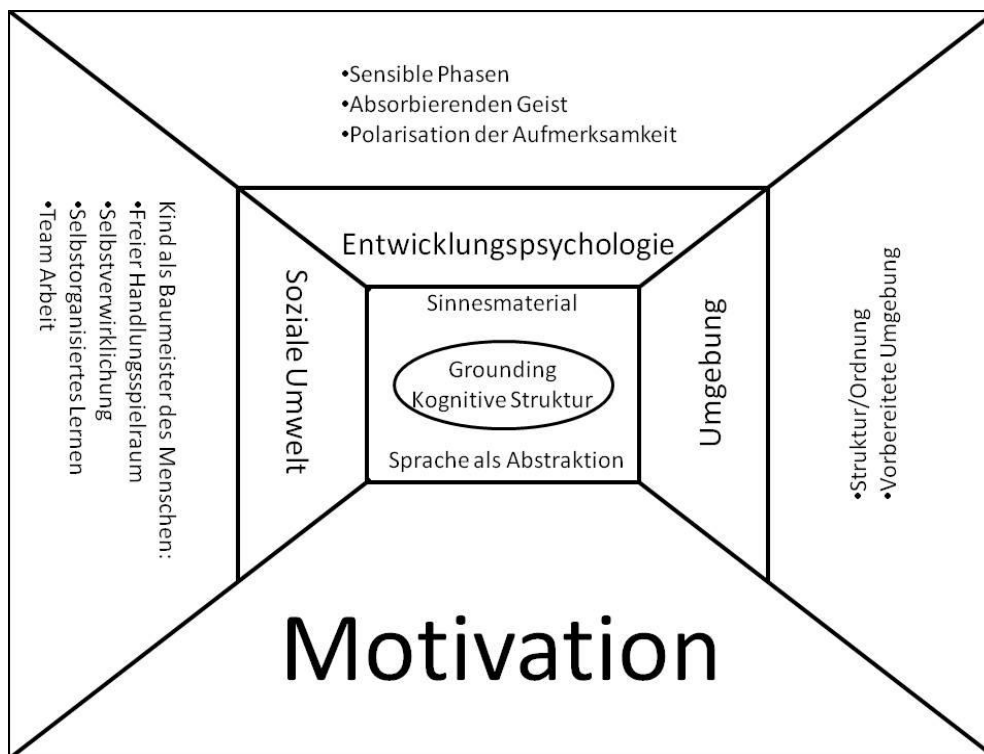 •Sensible Phasen
•Absorbierenden Geist
•Polarisation der Aufmerksamkeit
Kind als Baumeister des Menschen:
•Freier Handlungsspielraum
•Selbstverwirklichung
•Selbstorganisiertes Lernen
•Team Arbeit
Soziale Umwelt
Entwicklungspsychologie
Sinnesmaterial
Grounding
Kognitive Struktur
Sprache als Abstraktion
Umgebung
•Vorbereitete Umgebung
•Struktur/Ordnung
Motivation